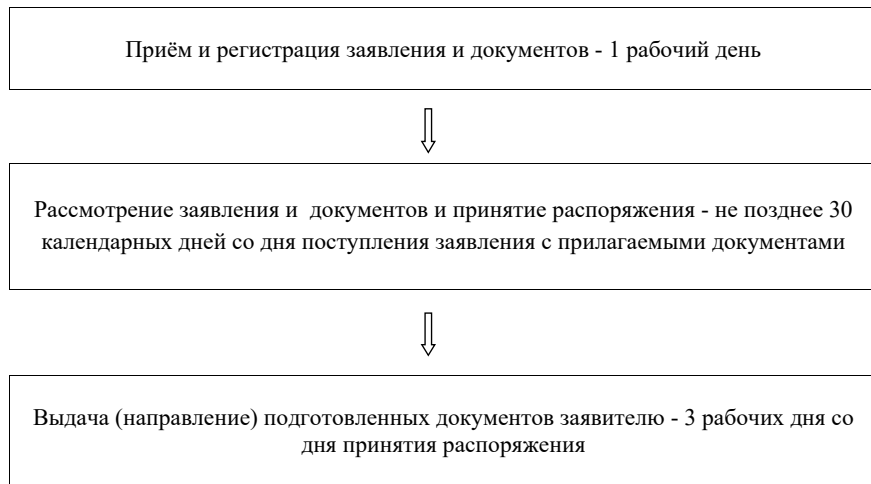 Приём и регистрация заявления и документов - 1 рабочий день
Рассмотрение заявления и документов и принятие распоряжения - не позднее 30
календарных дней со дня поступления заявления с прилагаемыми документами
Выдача (направление) подготовленных документов заявителю - 3 рабочих дня со
дня принятия распоряжения